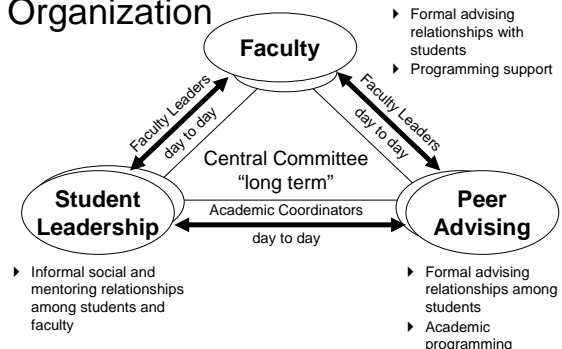 Organization
Faculty
Formal advising
relationships with
students
Programming support
Faculty Leaders
day to day
Faculty Leaders
day to day
Central Committee
"long term"
Student
Leadership
Academic Coordinators
day to day
Peer
Advising
Informal social and
mentoring relationships
among students and
faculty
Formal advising
relationships among
students
Academic
programming